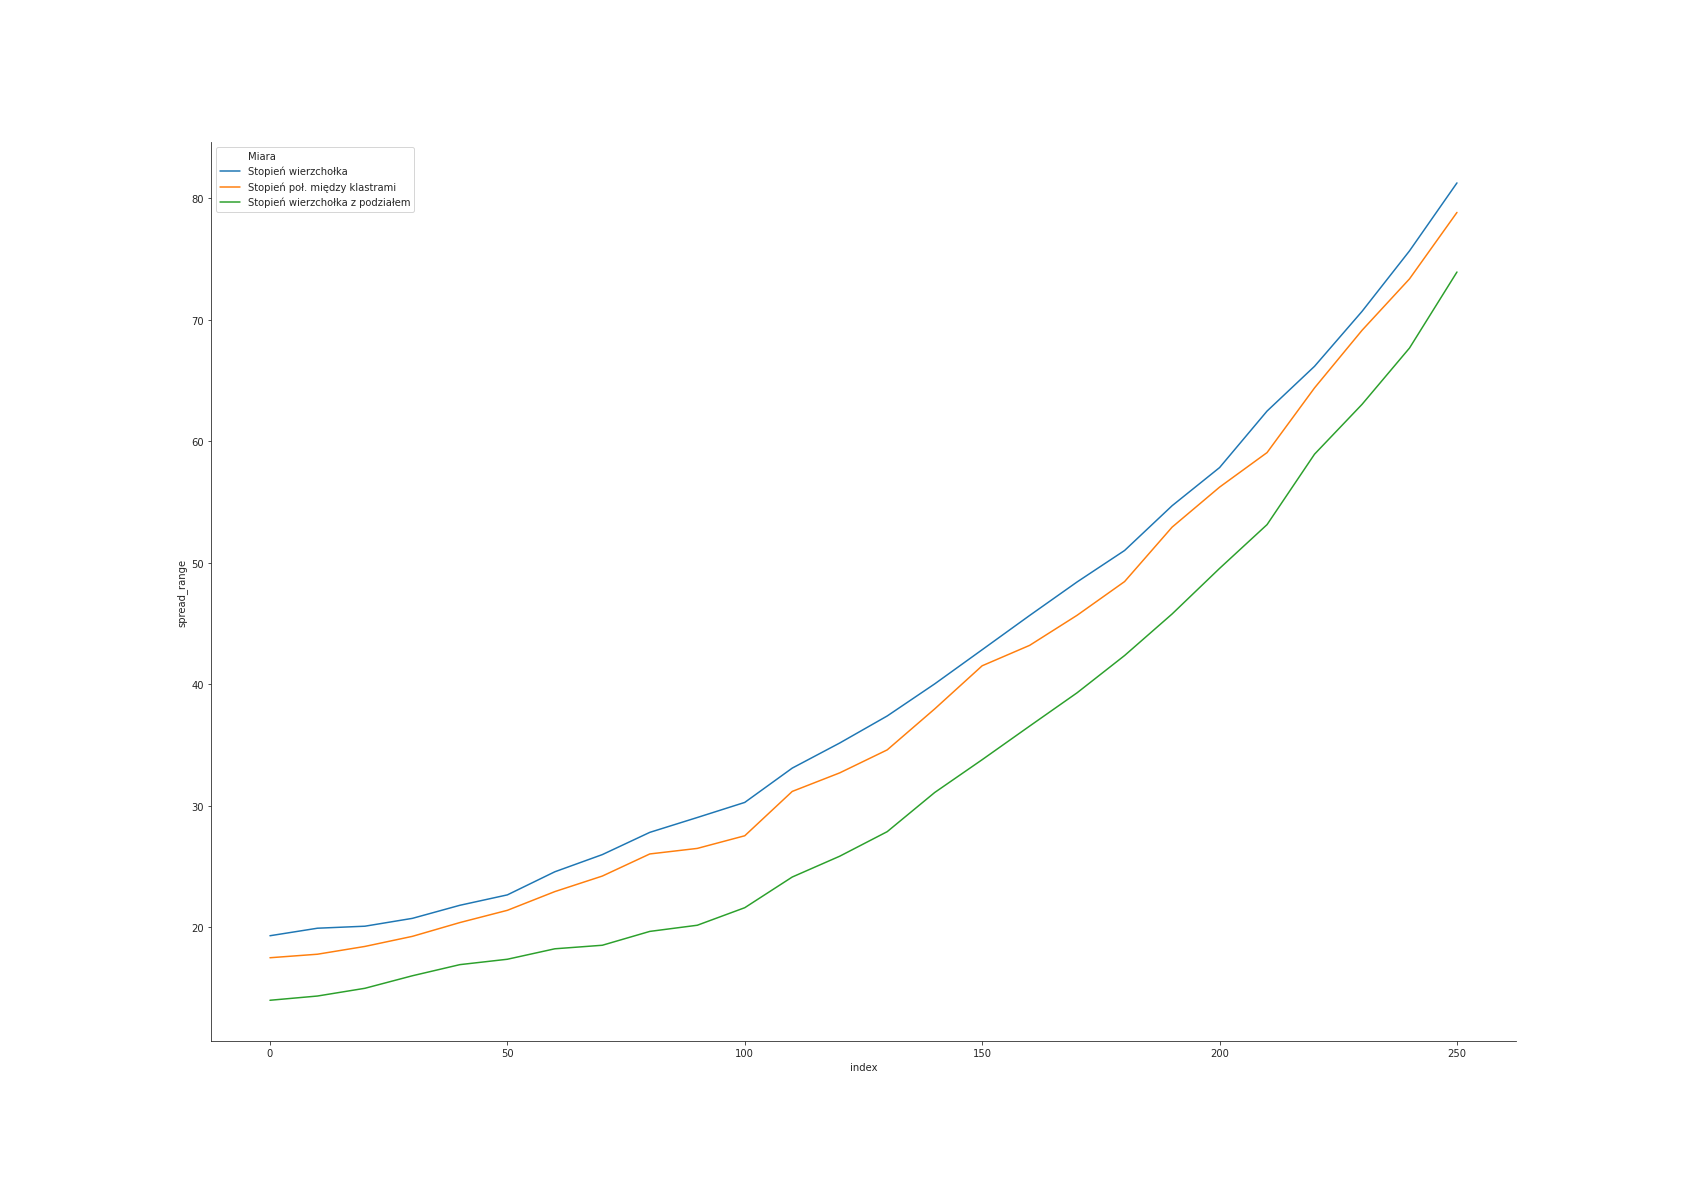 Miara
Stopień wierzchołka
Stopień poł. między klastrami
Stopień wierzchołka z podziałem
80
70
60
50
40
30
20
spread_range
0 50 100 150 200 250
index